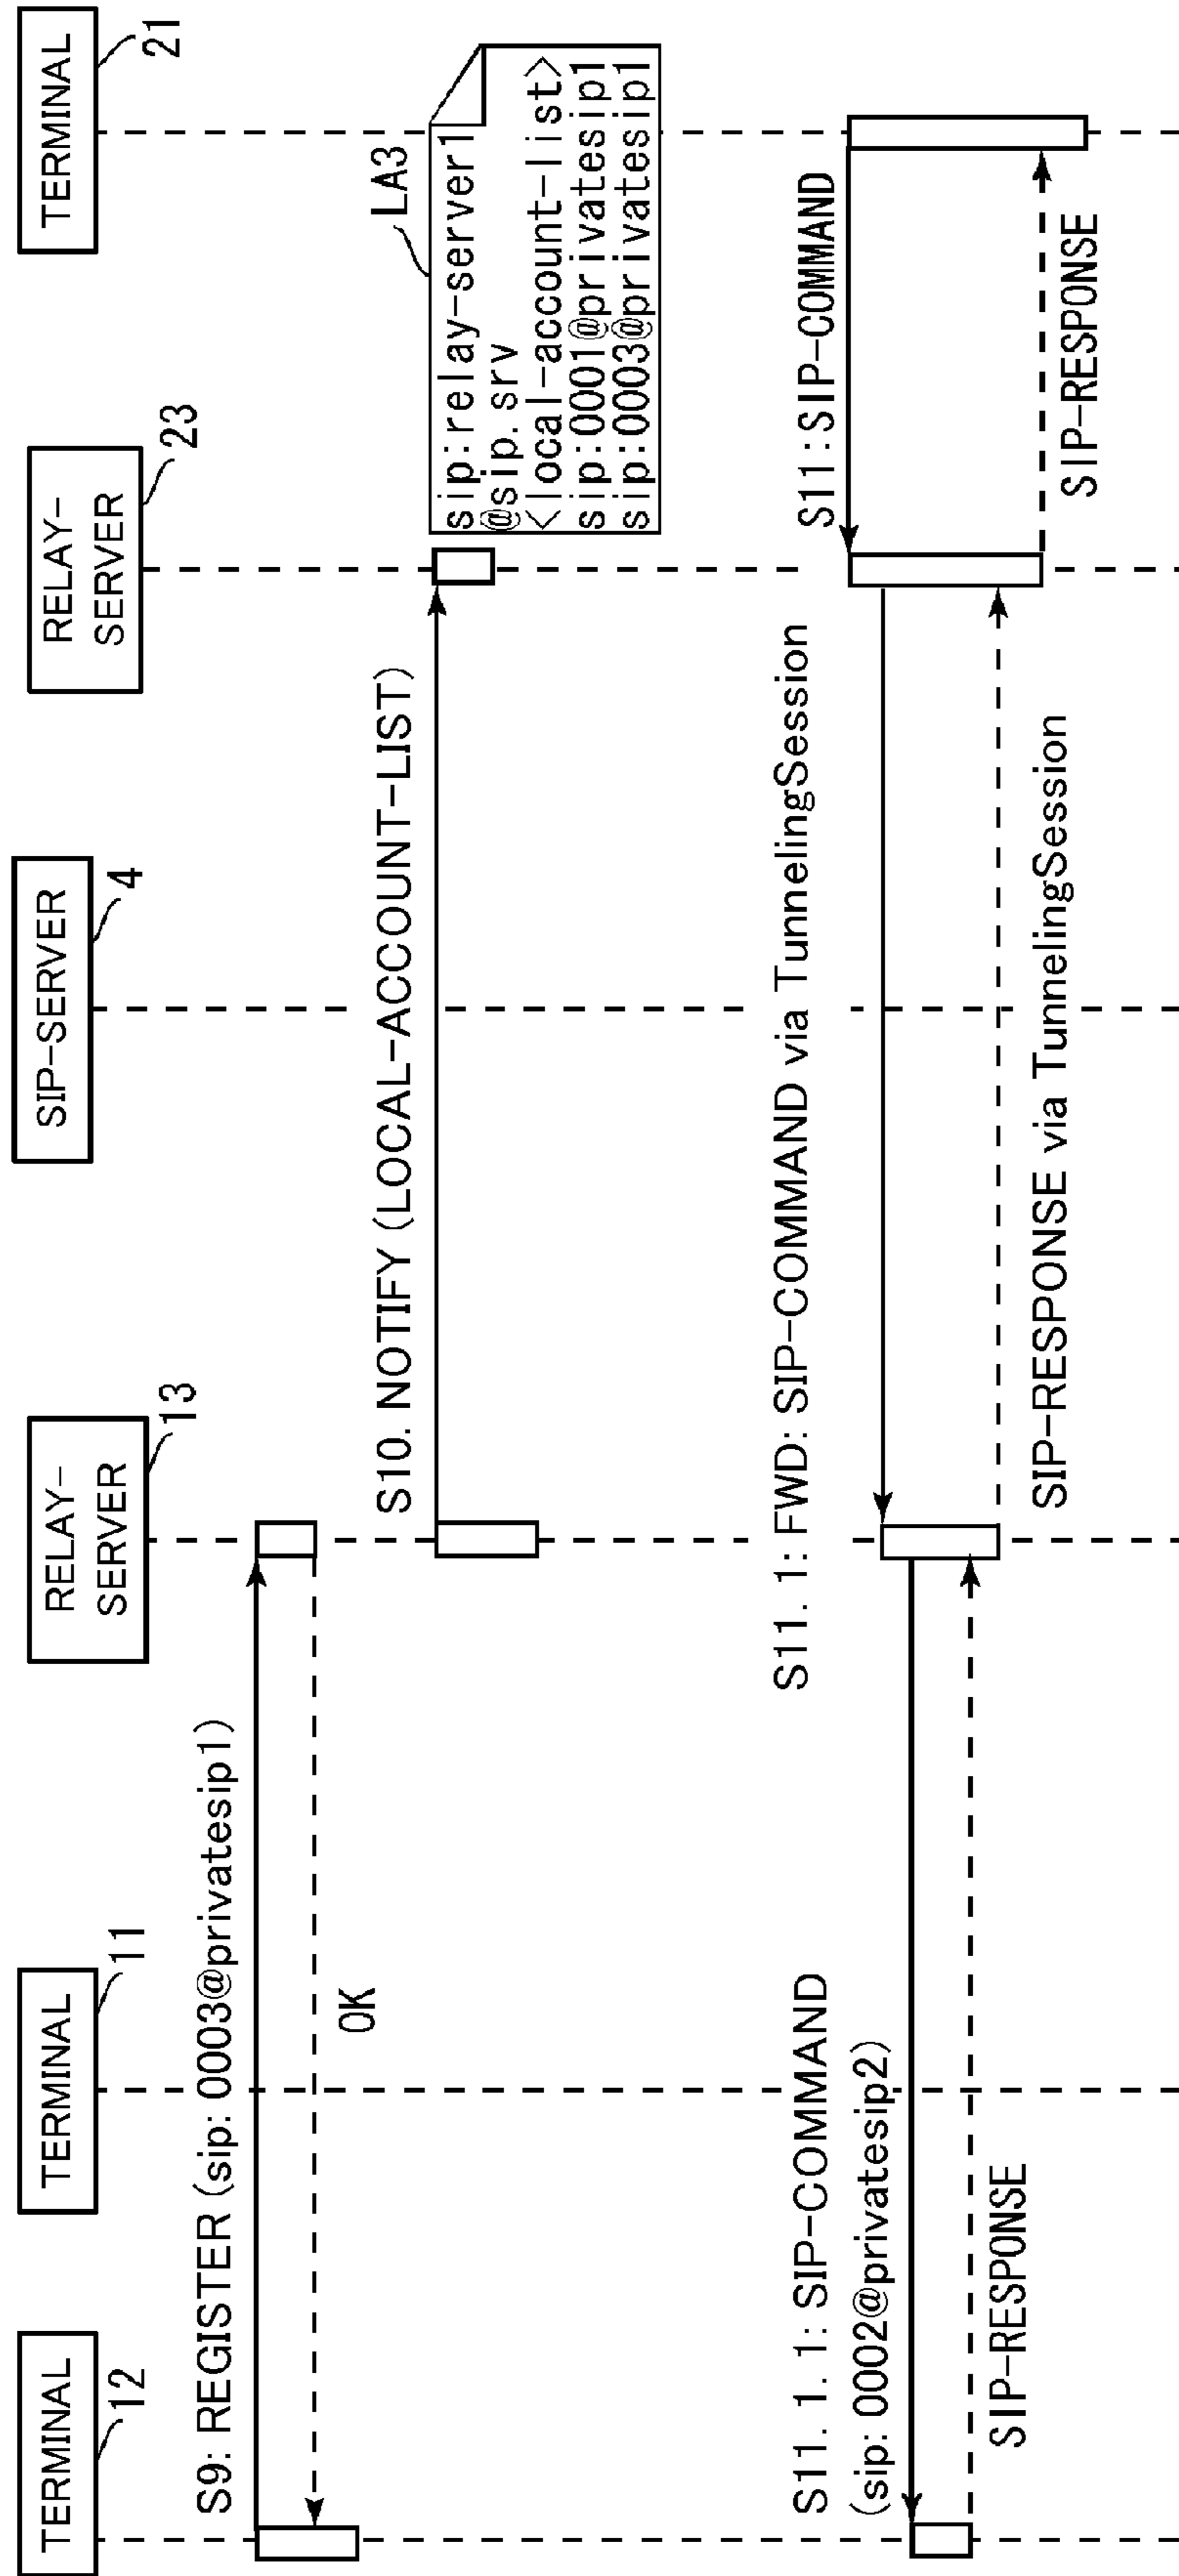 TERMINAL
12
TERMINAL
11
RELAY-
SERVER
13
SIP-SERVER
4
RELAY-
SERVER
23
TERMINAL
21
S9: REGISTER (sip: 0003@privatesip1)
OK
S10. NOTIFY (LOCAL-ACCOUNT-LIST)
LA3
sip:relay-server1
@sip.srv
<local-account-list>
sip:0001@privatesip1
sip:0003@privatesip1
S11:SIP-COMMAND
S11. 1: FWD: SIP-COMMAND via TunnelingSession
S11. 1. 1: SIP-COMMAND
(sip: 0002@privatesip2)
SIP-RESPONSE
SIP-RESPONSE via TunnelingSession
SIP-RESPONSE